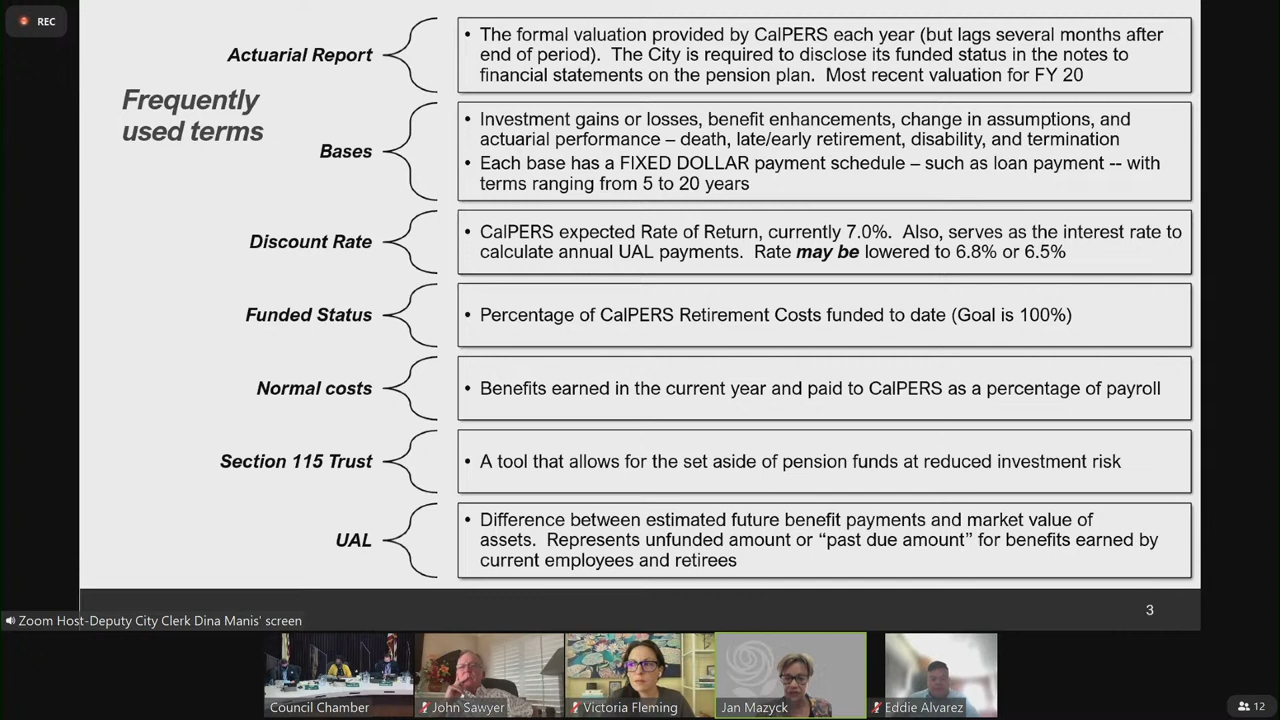 REC
Frequently
used terms
Actuarial Report
• The formal valuation provided by CalPERS each year (but lags several months after
end of period). The City is required to disclose its funded status in the notes to
financial statements on the pension plan. Most recent valuation for FY 20
Bases
• Investment gains or losses, benefit enhancements, change in assumptions, and
actuarial performance – death, late/early retirement, disability, and termination
• Each base has a FIXED DOLLAR payment schedule – such as loan payment -- with
terms ranging from 5 to 20 years
Discount Rate
• CalPERS expected Rate of Return, currently 7.0%. Also, serves as the interest rate to
calculate annual UAL payments. Rate may be lowered to 6.8% or 6.5%
Funded Status
• Percentage of CalPERS Retirement Costs funded to date (Goal is 100%)
Normal costs
• Benefits earned in the current year and paid to CalPERS as a percentage of payroll
Section 115 Trust
• A tool that allows for the set aside of pension funds at reduced investment risk
UAL
• Difference between estimated future benefit payments and market value of
assets. Represents unfunded amount or “past due amount” for benefits earned by
current employees and retirees
3
Zoom Host-Deputy City Clerk Dina Manis' screen
Council Chamber
John Sawyer
Victoria Fleming
Jan Mazyck
Eddie Alvarez
12